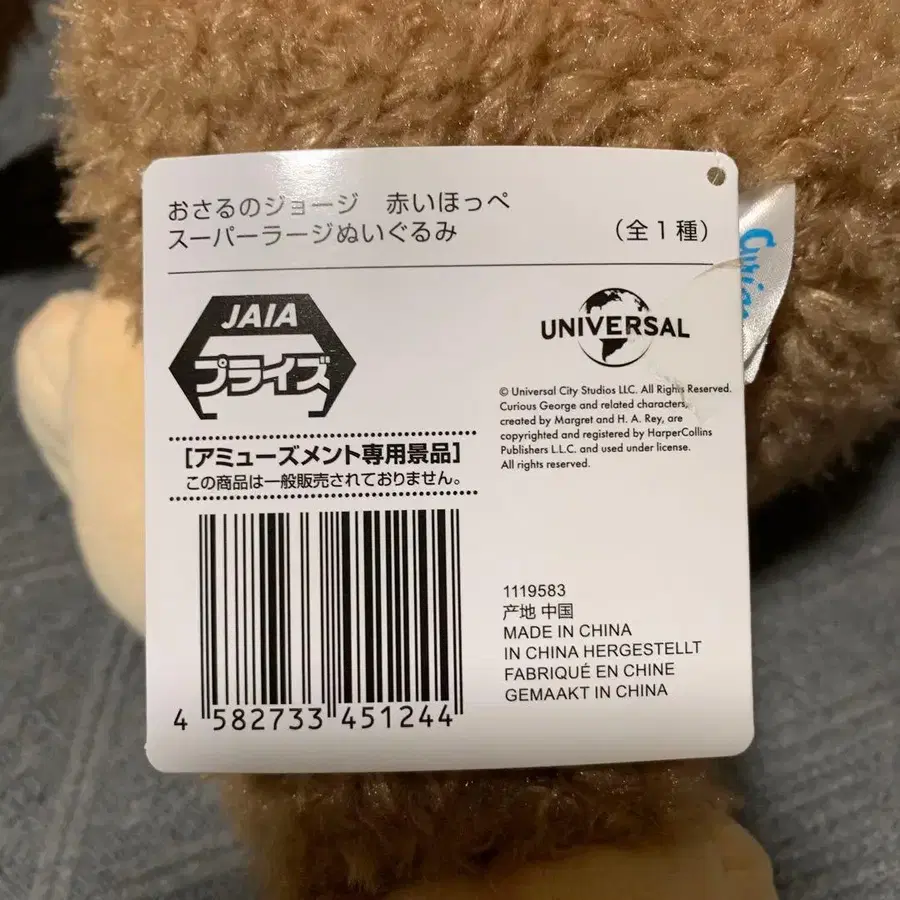 おさるのジョージ　赤いほっぺ
スーパーラージぬいぐるみ
（全1種）
JAIA
プライズ
UNIVERSAL
© Universal City Studios LLC. All Rights Reserved.
Curious George and related characters,
created by Margret and H. A. Rey, are
copyrighted and registered by HarperCollins
Publishers L.L.C. and used under license.
All rights reserved.
[アミューズメント専用景品]
この商品は一般販売されておりません。
1119583
产地 中国
MADE IN CHINA
IN CHINA HERGESTELLT
FABRIQUÉ EN CHINE
GEMAAKT IN CHINA
4 582733 451244